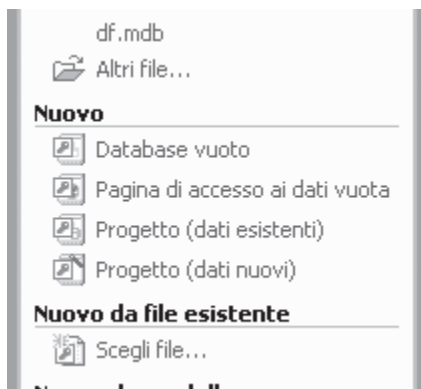 df.mdb
Altri file...
Nuovo
Database vuoto
Pagina di accesso ai dati vuota
Progetto (dati esistenti)
Progetto (dati nuovi)
Nuovo da file esistente
Scegli file...